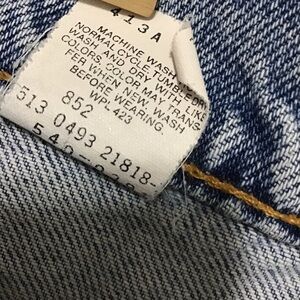 413A
MACHINE WASH
NORMAL CYCLE, TUMBLE DRY
WASH AND DRY WITH LIKE
COLORS. COLOR MAY TRANS-
FER WHEN NEW, WASH
BEFORE WEARING.
WPL 423
852
513 0493 21818-